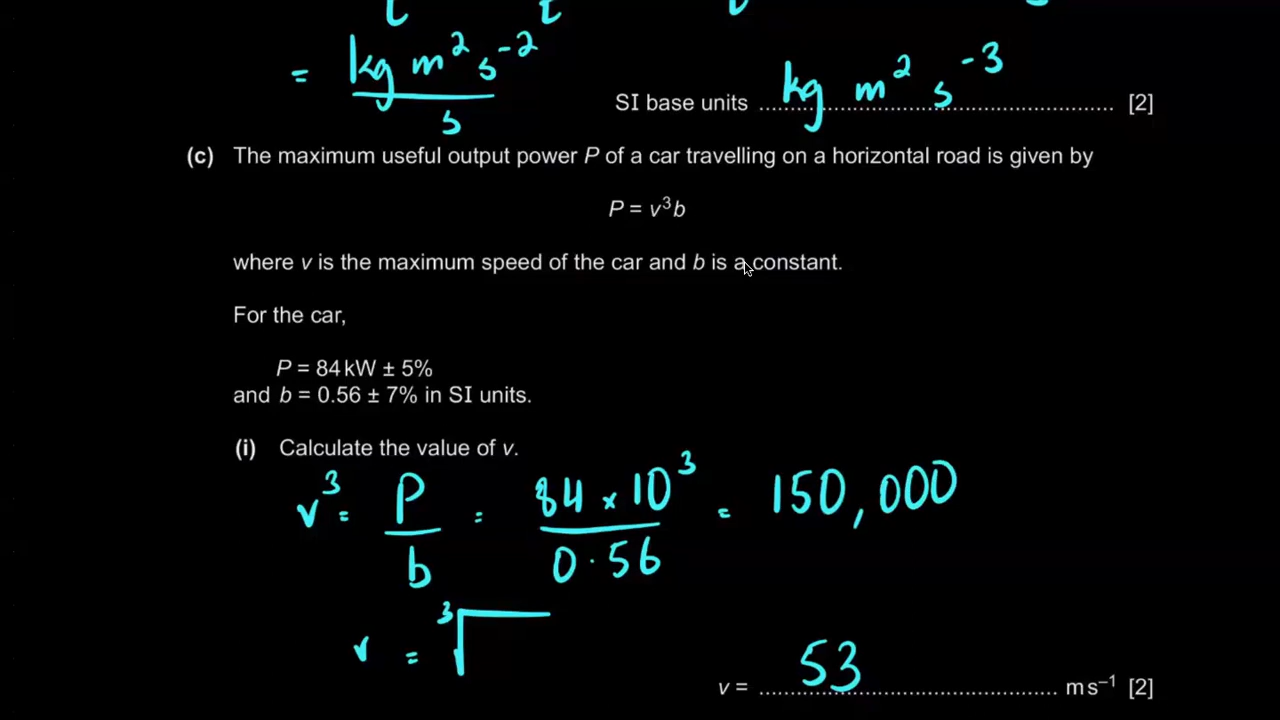 = kg m² s⁻² / s
SI base units kg m² s⁻³ [2]
(c) The maximum useful output power P of a car travelling on a horizontal road is given by
P = v³b
where v is the maximum speed of the car and b is a constant.
For the car,
P = 84 kW ± 5%
and b = 0.56 ± 7% in SI units.
(i) Calculate the value of v.
v³ = P / b = 84 × 10³ / 0.56 = 150,000
v = ³√
v = 53 m s⁻¹ [2]